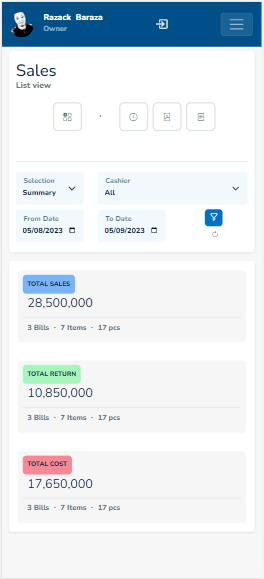 Razack Baraza
Owner
Sales
List view
Selection
Summary
Cashier
All
From Date
05/08/2023
To Date
05/09/2023
TOTAL SALES
28,500,000
3 Bills · 7 Items · 17 pcs
TOTAL RETURN
10,850,000
3 Bills · 7 Items · 17 pcs
TOTAL COST
17,650,000
3 Bills · 7 Items · 17 pcs